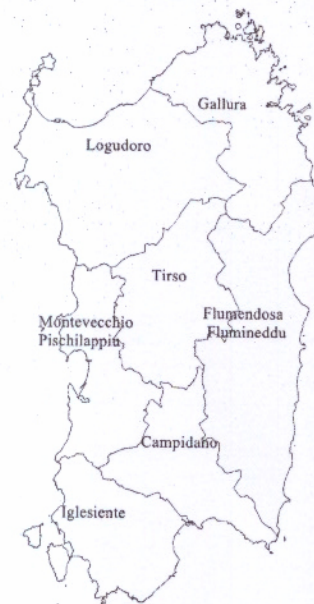 Gallura
Logudoro
Tirso
Montevecchio
Pischilappiu
Flumendosa
Flumineddu
Campidano
Iglesiente